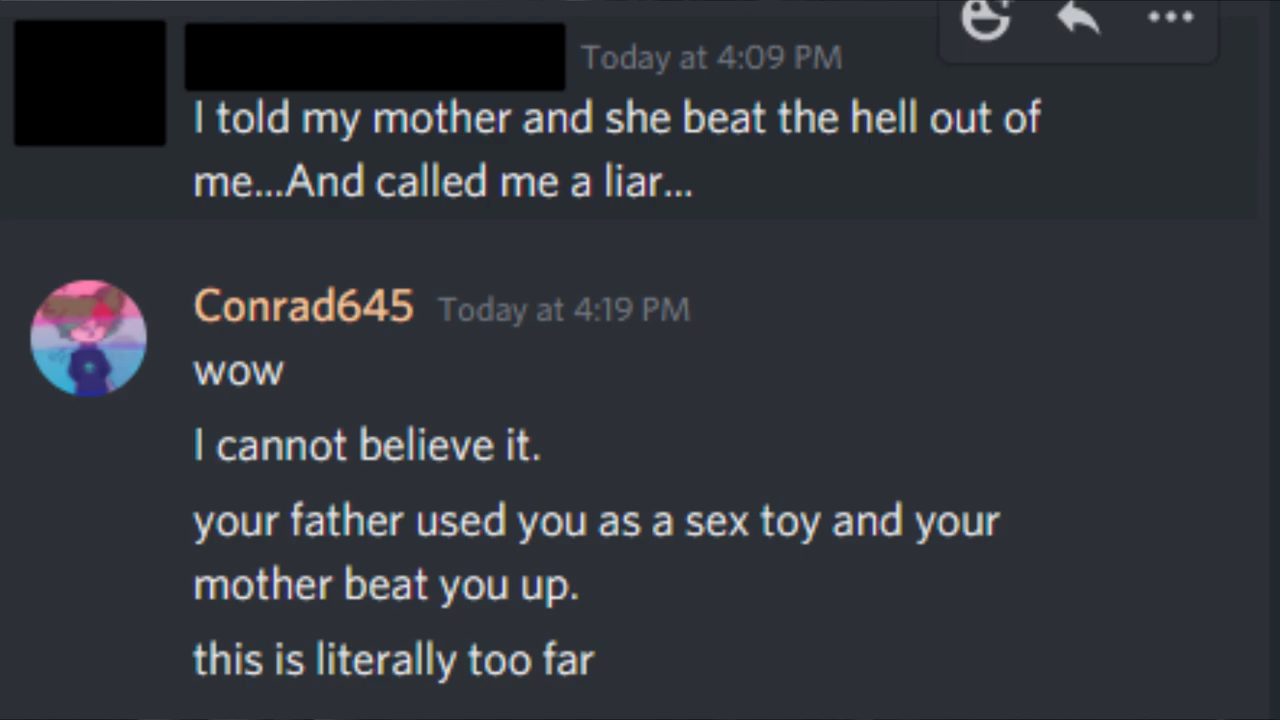 Today at 4:09 PM
I told my mother and she beat the hell out of
me...And called me a liar...
Conrad645 Today at 4:19 PM
wow
I cannot believe it.
your father used you as a sex toy and your
mother beat you up.
this is literally too far